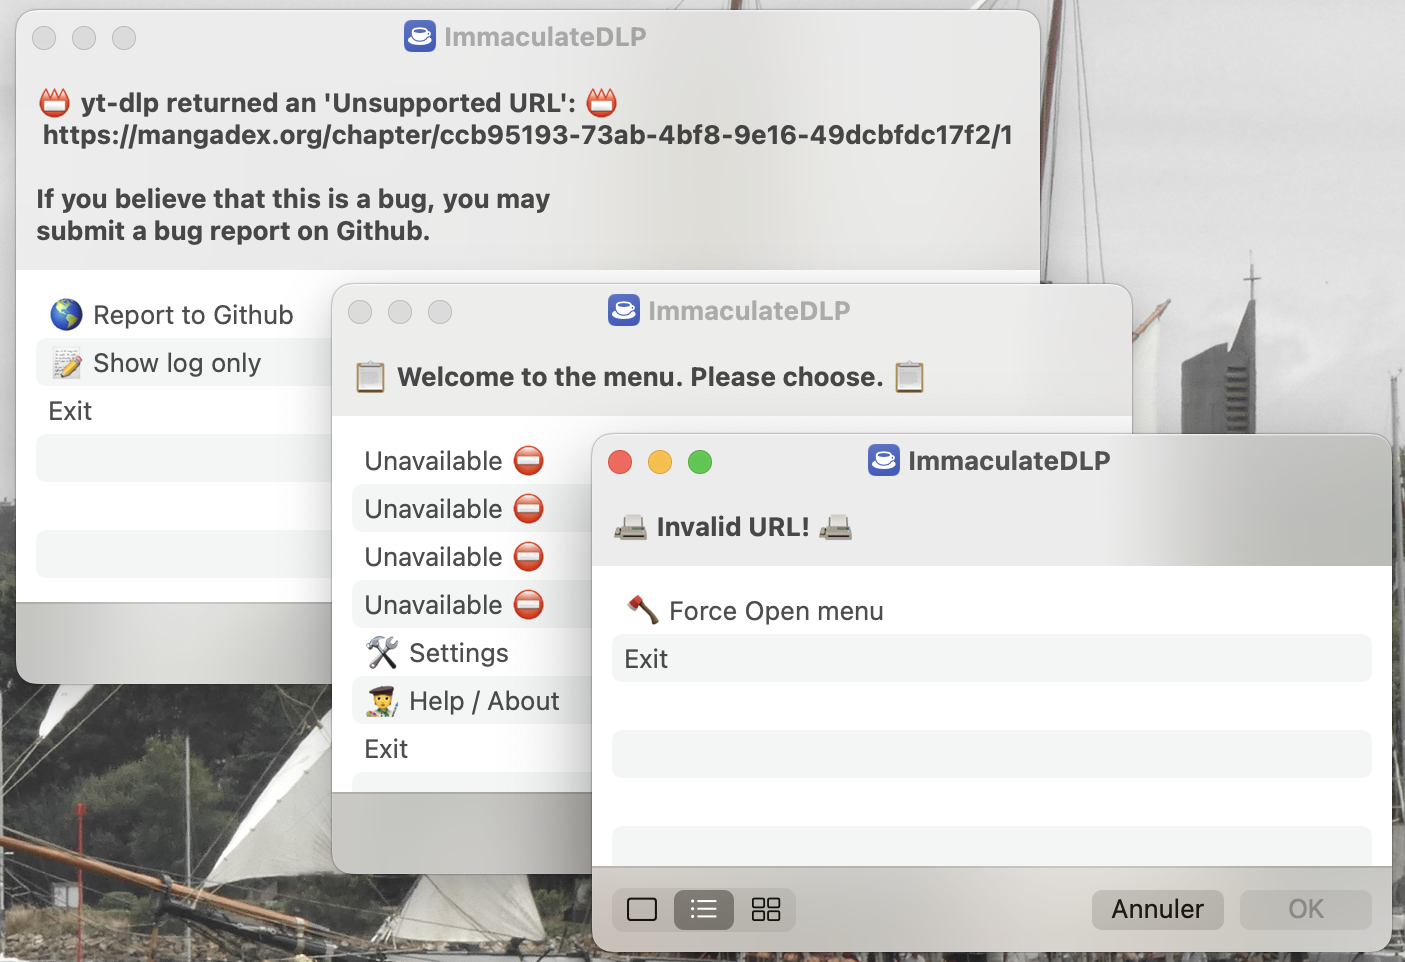 ImmaculateDLP
yt-dlp returned an 'Unsupported URL':
https://mangadex.org/chapter/ccb95193-73ab-4bf8-9e16-49dcbfdc17f2/1
If you believe that this is a bug, you may
submit a bug report on Github.
Report to Github
Show log only
Exit
ImmaculateDLP
Welcome to the menu. Please choose.
Unavailable
Unavailable
Unavailable
Unavailable
Settings
Help / About
Exit
ImmaculateDLP
Invalid URL!
Force Open menu
Exit
Annuler
OK